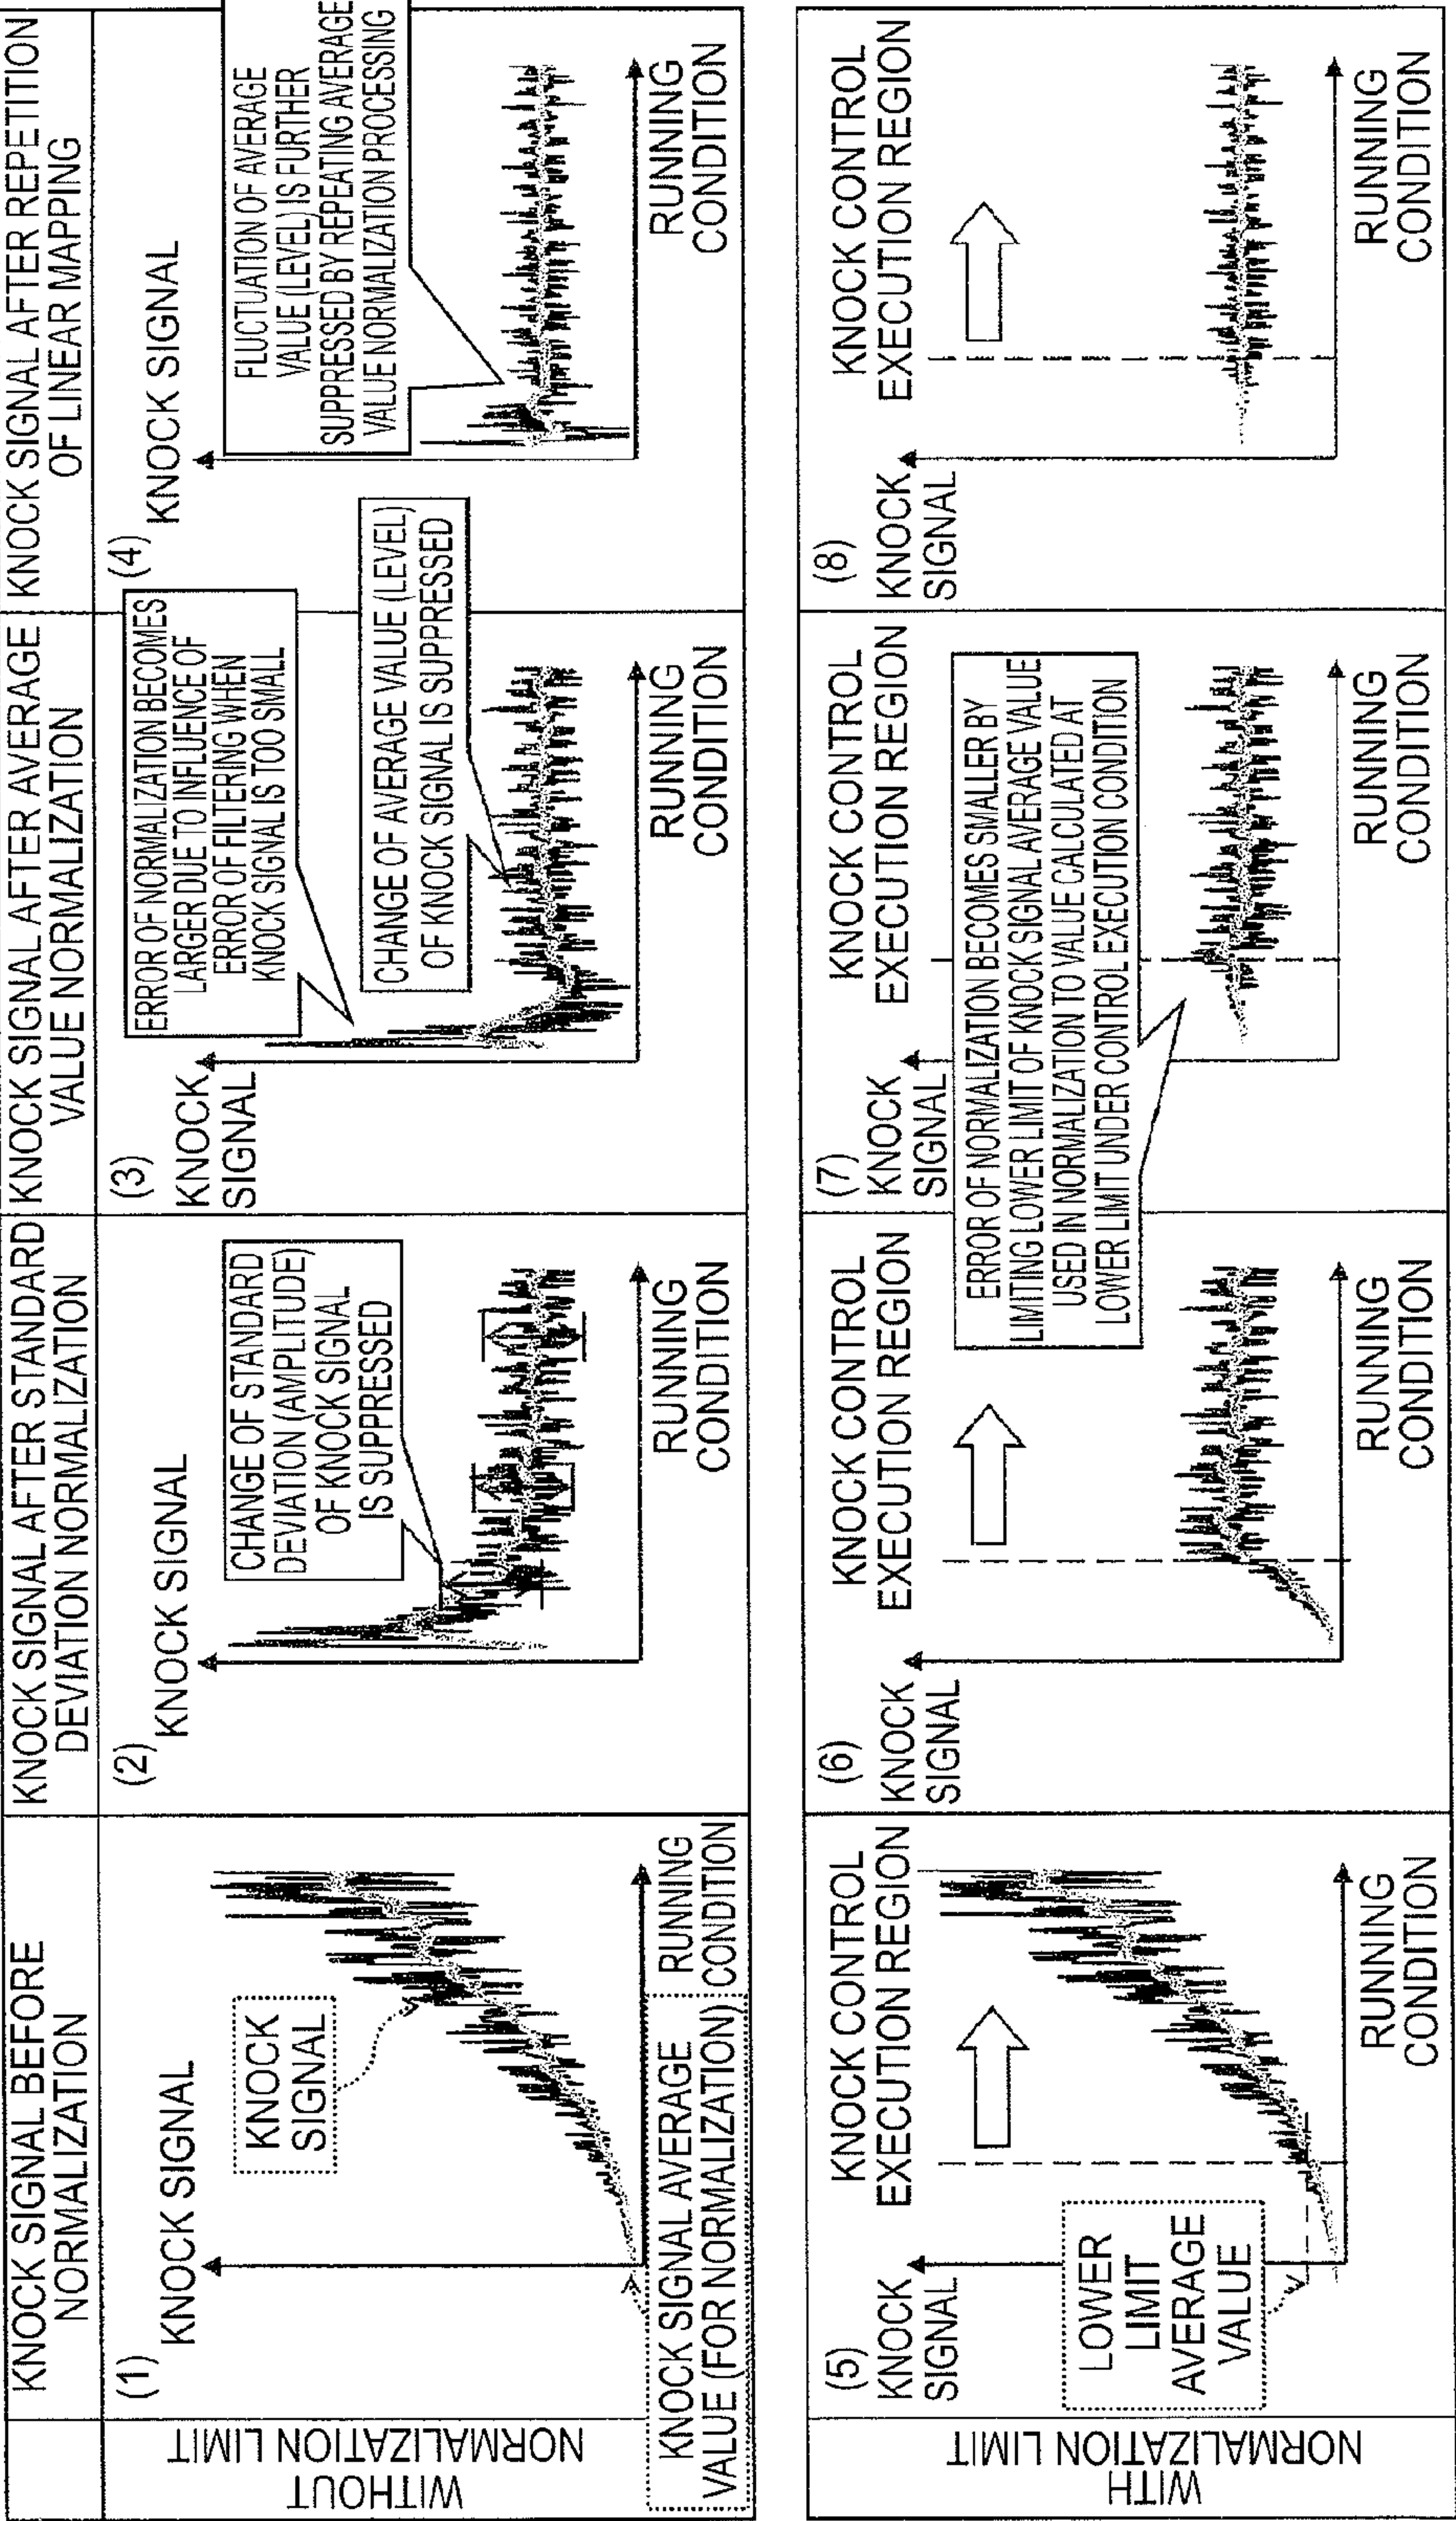 KNOCK SIGNAL BEFORE
NORMALIZATION
KNOCK SIGNAL AFTER STANDARD
DEVIATION NORMALIZATION
KNOCK SIGNAL AFTER AVERAGE
VALUE NORMALIZATION
KNOCK SIGNAL AFTER REPETITION
OF LINEAR MAPPING
WITHOUT
NORMALIZATION LIMIT
(1)
KNOCK SIGNAL
KNOCK
SIGNAL
KNOCK SIGNAL AVERAGE
VALUE (FOR NORMALIZATION)
RUNNING
CONDITION
(2)
KNOCK SIGNAL
CHANGE OF STANDARD
DEVIATION (AMPLITUDE)
OF KNOCK SIGNAL
IS SUPPRESSED
RUNNING
CONDITION
(3)
KNOCK
SIGNAL
ERROR OF NORMALIZATION BECOMES
LARGER DUE TO INFLUENCE OF
ERROR OF FILTERING WHEN
KNOCK SIGNAL IS TOO SMALL
CHANGE OF AVERAGE VALUE (LEVEL)
OF KNOCK SIGNAL IS SUPPRESSED
RUNNING
CONDITION
(4)
KNOCK SIGNAL
FLUCTUATION OF AVERAGE
VALUE (LEVEL) IS FURTHER
SUPPRESSED BY REPEATING AVERAGE
VALUE NORMALIZATION PROCESSING
RUNNING
CONDITION
WITH
NORMALIZATION LIMIT
(5)
KNOCK
SIGNAL
KNOCK CONTROL
EXECUTION REGION
LOWER
LIMIT
AVERAGE
VALUE
RUNNING
CONDITION
(6)
KNOCK
SIGNAL
KNOCK CONTROL
EXECUTION REGION
RUNNING
CONDITION
(7)
KNOCK
SIGNAL
KNOCK CONTROL
EXECUTION REGION
ERROR OF NORMALIZATION BECOMES SMALLER BY
LIMITING LOWER LIMIT OF KNOCK SIGNAL AVERAGE VALUE
USED IN NORMALIZATION TO VALUE CALCULATED AT
LOWER LIMIT UNDER CONTROL EXECUTION CONDITION
RUNNING
CONDITION
(8)
KNOCK
SIGNAL
KNOCK CONTROL
EXECUTION REGION
RUNNING
CONDITION